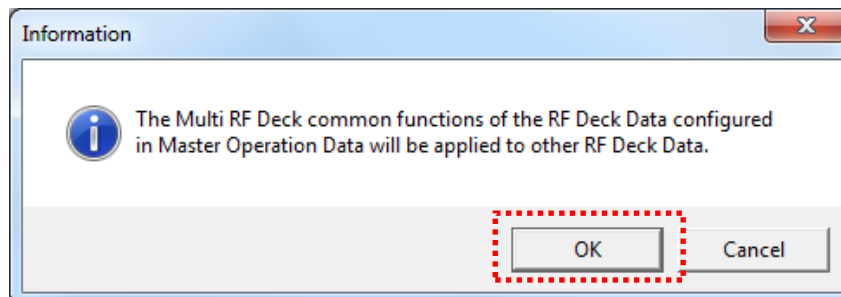 Information
The Multi RF Deck common functions of the RF Deck Data configured
in Master Operation Data will be applied to other RF Deck Data.
OK
Cancel